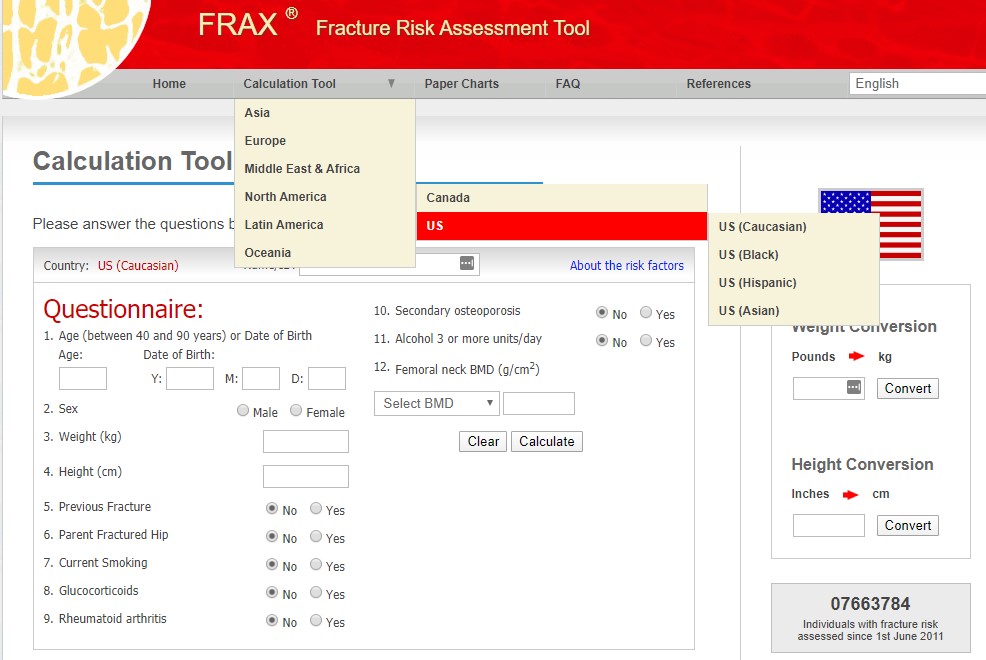 FRAX ® Fracture Risk Assessment Tool
Home Calculation Tool ▼ Paper Charts FAQ References English
Asia
Europe
Middle East & Africa
North America
Latin America
Oceania
Canada
US
US (Caucasian)
US (Black)
US (Hispanic)
US (Asian)
Calculation Tool
Please answer the questions
Country: US (Caucasian) About the risk factors
Questionnaire:
1. Age (between 40 and 90 years) or Date of Birth
Age: Date of Birth:
Y: M: D:
2. Sex Male Female
3. Weight (kg)
4. Height (cm)
5. Previous Fracture No Yes
6. Parent Fractured Hip No Yes
7. Current Smoking No Yes
8. Glucocorticoids No Yes
9. Rheumatoid arthritis No Yes
10. Secondary osteoporosis No Yes
11. Alcohol 3 or more units/day No Yes
12. Femoral neck BMD (g/cm²)
Select BMD ▼
Clear Calculate
Weight Conversion
Pounds kg
Convert
Height Conversion
Inches cm
Convert
07663784
Individuals with fracture risk
assessed since 1st June 2011